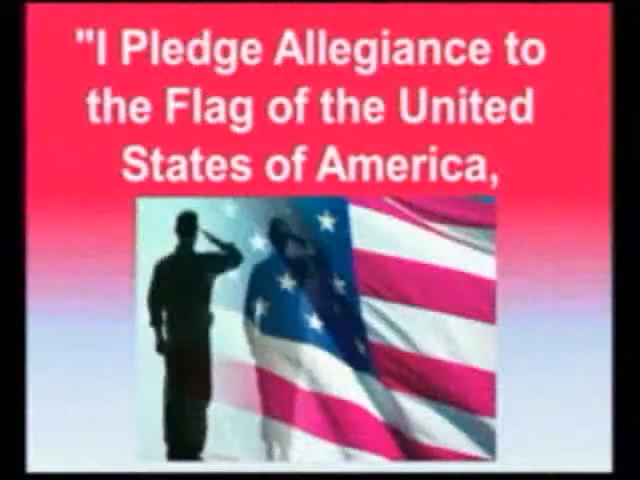 "I Pledge Allegiance to
the Flag of the United
States of America,